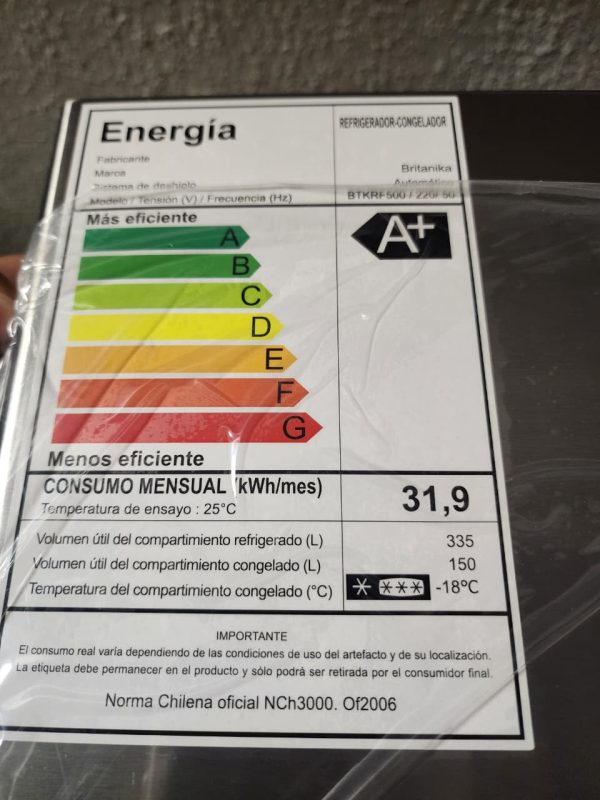 Energía
REFRIGERADOR-CONGELADOR
Fabricante
Marca Britanika
Sistema de deshielo Automático
Modelo / Tensión (V) / Frecuencia (Hz) BTKRF500 / 220/ 50
Más eficiente
A A+
B
C
D
E
F
G
Menos eficiente
CONSUMO MENSUAL (kWh/mes) 31,9
Temperatura de ensayo : 25°C
Volumen útil del compartimiento refrigerado (L) 335
Volumen útil del compartimiento congelado (L) 150
Temperatura del compartimiento congelado (°C) -18ºC
IMPORTANTE
El consumo real varía dependiendo de las condiciones de uso del artefacto y de su localización.
La etiqueta debe permanecer en el producto y sólo podrá ser retirada por el consumidor final.
Norma Chilena oficial NCh3000. Of2006